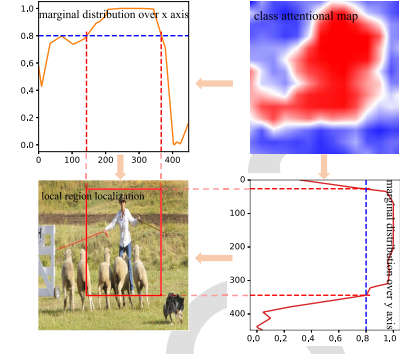 marginal distribution over x axis
1.0
0.8
0.6
0.4
0.2
0.0
0 100 200 300 400
class attentional map
local region localization
0
100
200
300
400
0.0 0.2 0.4 0.6 0.8 1.0
marginal distribution over y axis